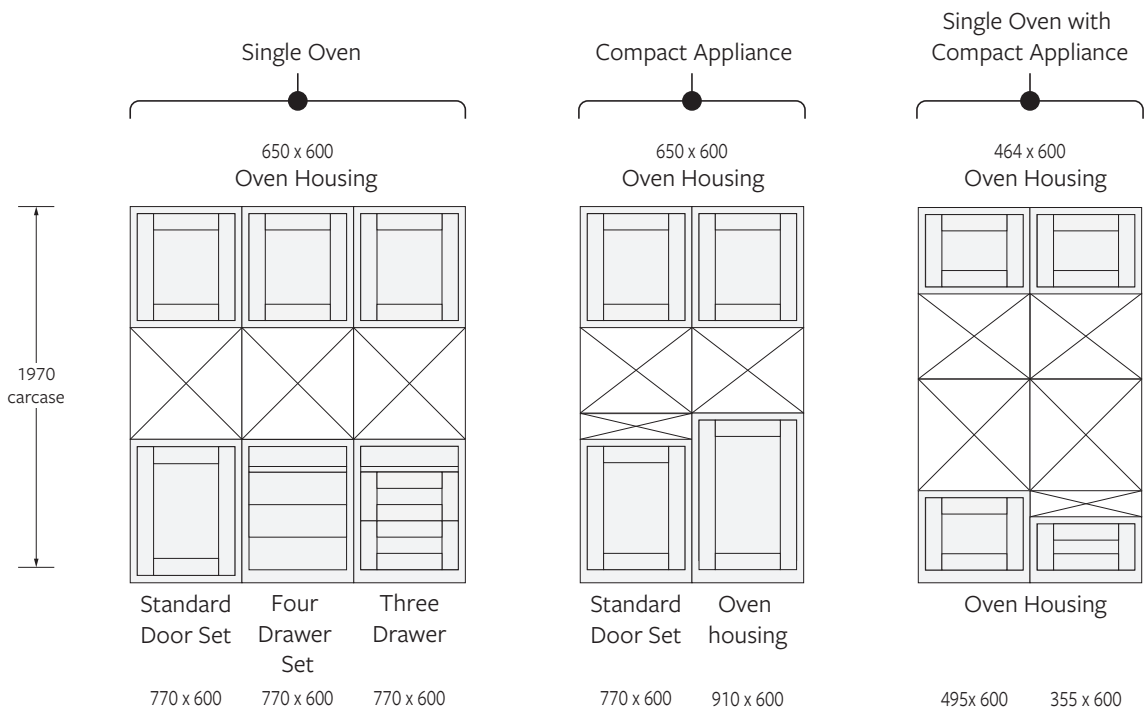 Single Oven
Compact Appliance
Single Oven with
Compact Appliance
650 x 600
Oven Housing
650 x 600
Oven Housing
464 x 600
Oven Housing
1970
carcase
Standard
Door Set
Four
Drawer
Set
Three
Drawer
Standard
Door Set
Oven
housing
Oven Housing
770 x 600
770 x 600
770 x 600
770 x 600
910 x 600
495x 600
355 x 600